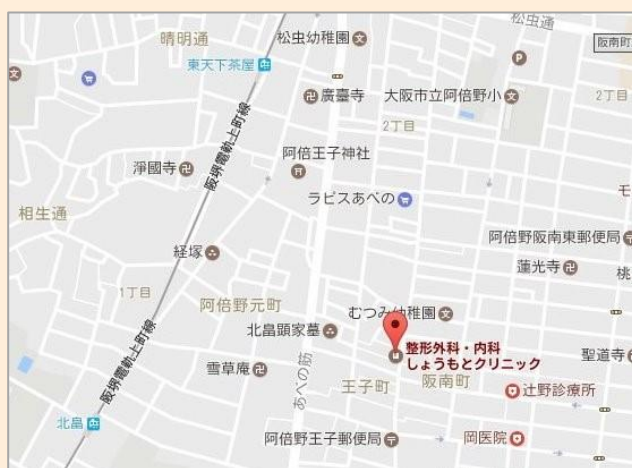 松虫通
晴明通
松虫幼稚園
阪南町
東天下茶屋
廣臺寺
大阪市立阿倍野小
2丁目
2丁目
阪堺電軌上町線
阿倍王子神社
淨國寺
ラピスあべの
モ
相生通
阿倍野阪南東郵便局
経塚
蓮光寺
桃
1丁目
阿倍野元町
むつみ幼稚園
北畠顕家墓
整形外科・内科
しょうもとクリニック
聖道寺
雪草庵
あべの筋
王子町
阪南町
辻野診療所
阪堺電軌上町線
北畠
阿倍野王子郵便局
岡医院